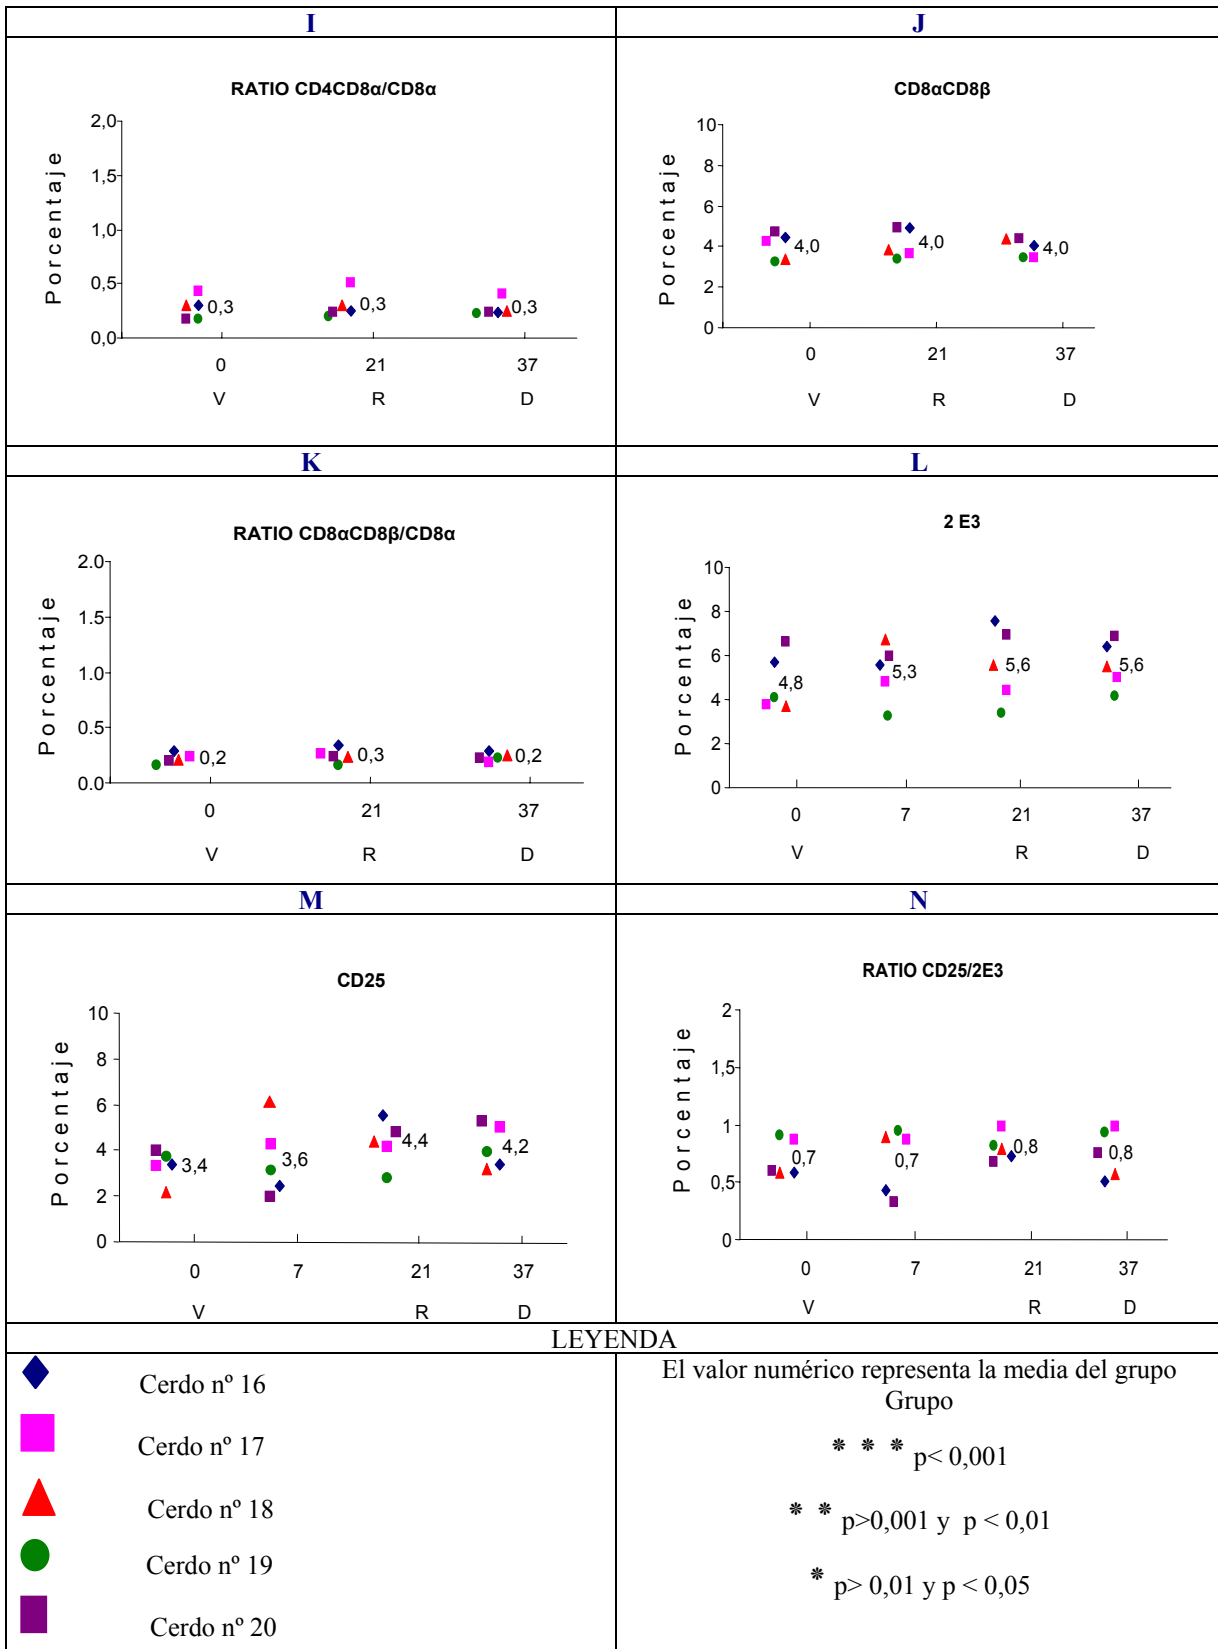 I
J
RATIO CD4CD8α/CD8α
Porcentaje
2,0
1,5
1,0
0,5
0,0
0,3
0,3
0,3
0 21 37
V R D
CD8αCD8β
Porcentaje
10
8
6
4
2
0
4,0
4,0
4,0
0 21 37
V R D
K
L
RATIO CD8αCD8β/CD8α
Porcentaje
2.0
1.5
1.0
0.5
0.0
0,2
0,3
0,2
0 21 37
V R D
2 E3
Porcentaje
10
8
6
4
2
0
4,8
5,3
5,6
5,6
0 7 21 37
V R D
M
N
CD25
Porcentaje
10
8
6
4
2
0
3,4
3,6
4,4
4,2
0 7 21 37
V R D
RATIO CD25/2E3
Porcentaje
2
1,5
1
0,5
0
0,7
0,7
0,8
0,8
0 7 21 37
V R D
LEYENDA
Cerdo nº 16
Cerdo nº 17
Cerdo nº 18
Cerdo nº 19
Cerdo nº 20
El valor numérico representa la media del grupo
Grupo
* * * p< 0,001
* * p>0,001 y p < 0,01
* p> 0,01 y p < 0,05